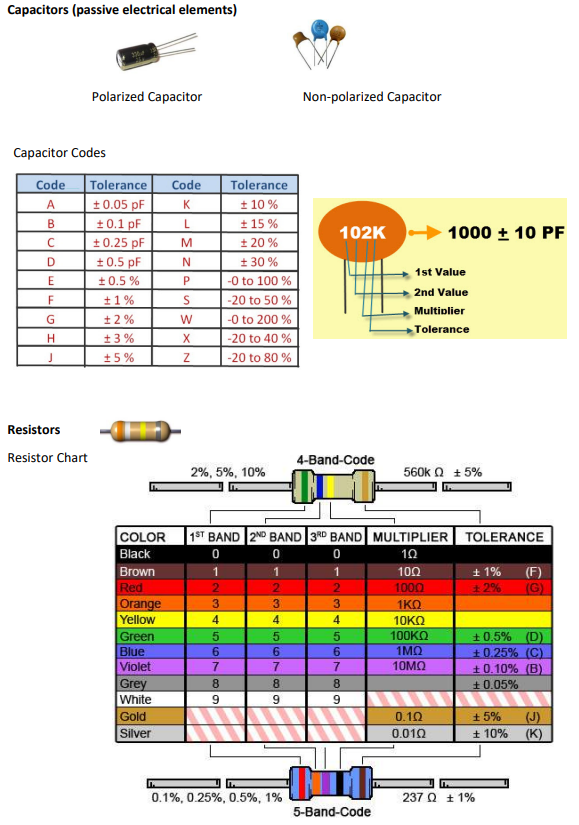 Capacitors (passive electrical elements)
Polarized Capacitor Non-polarized Capacitor
Capacitor Codes
Code Tolerance Code Tolerance
A ± 0.05 pF K ± 10 %
B ± 0.1 pF L ± 15 %
C ± 0.25 pF M ± 20 %
D ± 0.5 pF N ± 30 %
E ± 0.5 % P -0 to 100 %
F ± 1 % S -20 to 50 %
G ± 2 % W -0 to 200 %
H ± 3 % X -20 to 40 %
J ± 5 % Z -20 to 80 %
102K 1000 ± 10 PF
1st Value
2nd Value
Multiplier
Tolerance
Resistors
Resistor Chart
4-Band-Code
2%, 5%, 10% 560k Ω ± 5%
COLOR 1ST BAND 2ND BAND 3RD BAND MULTIPLIER TOLERANCE
Black 0 0 0 1Ω
Brown 1 1 1 10Ω ± 1% (F)
Red 2 2 2 100Ω ± 2% (G)
Orange 3 3 3 1KΩ
Yellow 4 4 4 10KΩ
Green 5 5 5 100KΩ ± 0.5% (D)
Blue 6 6 6 1MΩ ± 0.25% (C)
Violet 7 7 7 10MΩ ± 0.10% (B)
Grey 8 8 8 ± 0.05%
White 9 9 9
Gold 0.1Ω ± 5% (J)
Silver 0.01Ω ± 10% (K)
0.1%, 0.25%, 0.5%, 1% 237 Ω ± 1%
5-Band-Code